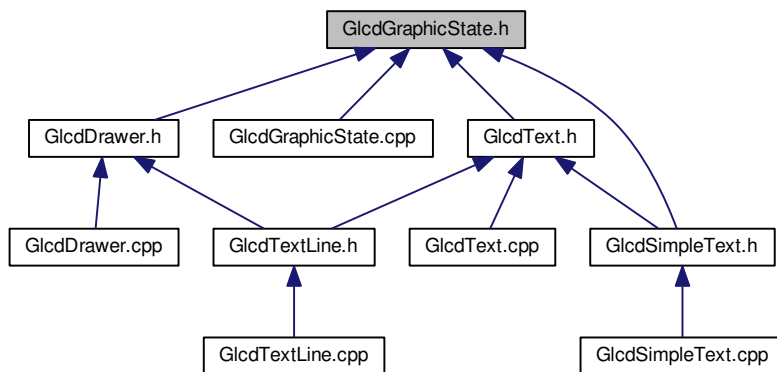 GlcdGraphicState.h
GlcdDrawer.h
GlcdGraphicState.cpp
GlcdText.h
GlcdDrawer.cpp
GlcdTextLine.h
GlcdText.cpp
GlcdSimpleText.h
GlcdTextLine.cpp
GlcdSimpleText.cpp